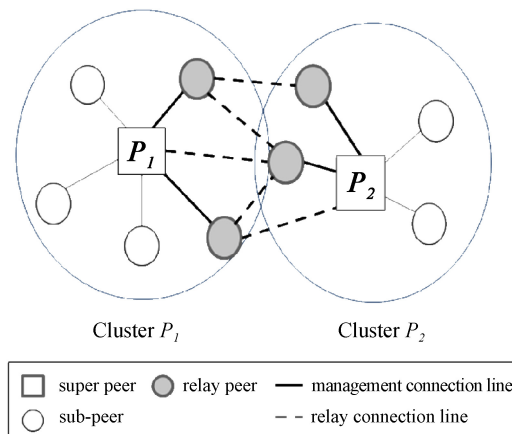 P1
P2
Cluster P1
Cluster P2
super peer
relay peer
management connection line
sub-peer
relay connection line